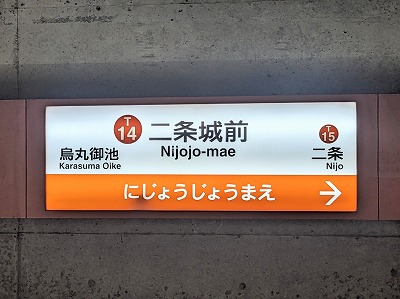 T
14
二条城前
Nijojo-mae
烏丸御池
Karasuma Oike
T
15
二条
Nijo
にじょうじょうまえ
→